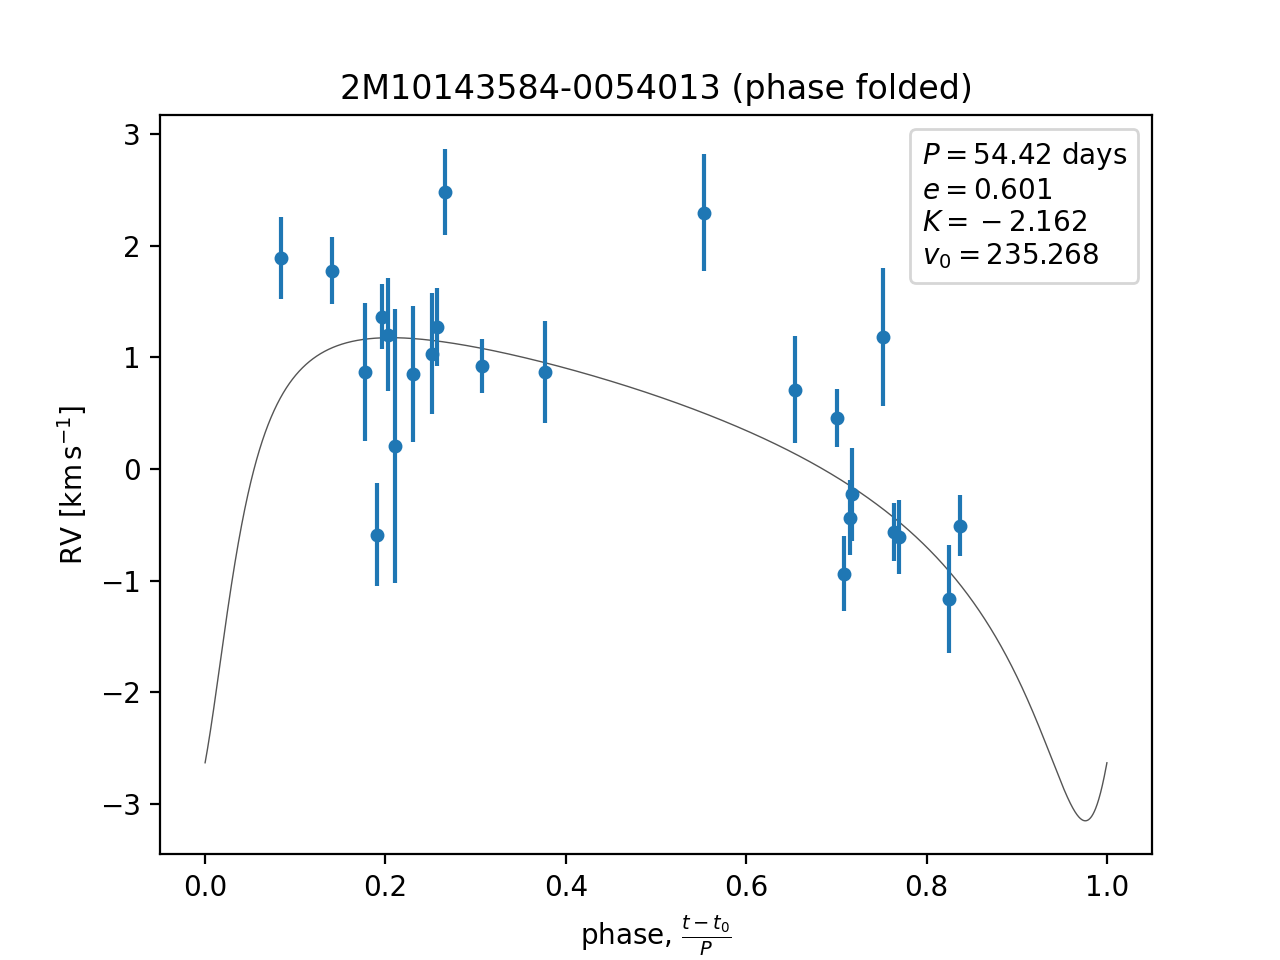 2M10143584-0054013 (phase folded)
P = 54.42 days
e = 0.601
K = −2.162
v₀ = 235.268
RV [km s⁻¹]
3
2
1
0
−1
−2
−3
0.0 0.2 0.4 0.6 0.8 1.0
phase, (t − t₀)/P